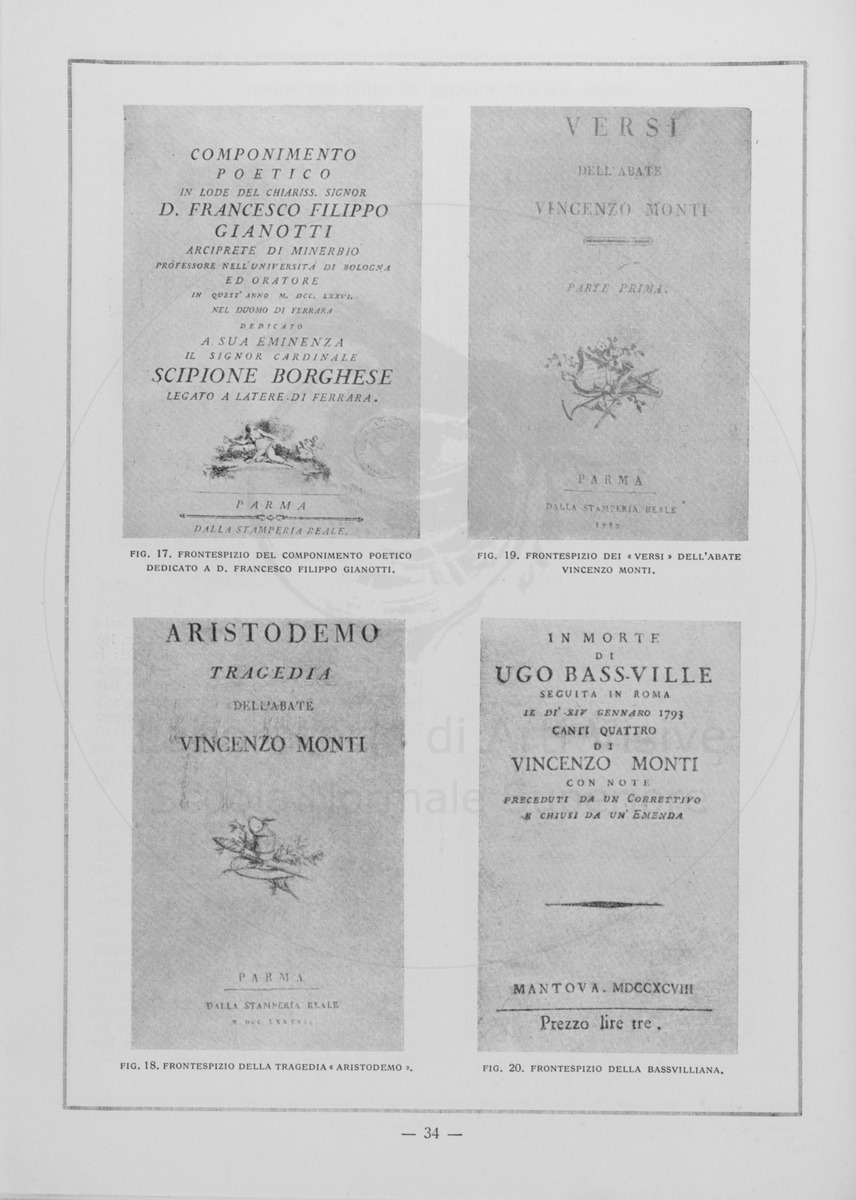 COMPONIMENTO
POETICO
IN LODE DEL CHIARISS. SIGNOR
D. FRANCESCO FILIPPO
GIANOTTI
ARCIPRETE DI MINERBIO
PROFESSORE NELL'UNIVERSITÀ DI BOLOGNA
ED ORATORE
IN QUEST' ANNO M. DCC. LXXVI.
NEL DUOMO DI FERRARA
DEDICATO
A SUA EMINENZA
IL SIGNOR CARDINALE
SCIPIONE BORGHESE
LEGATO A LATERE DI FERRARA.
PARMA
DALLA STAMPERIA REALE.
FIG. 17. FRONTESPIZIO DEL COMPONIMENTO POETICO
DEDICATO A D. FRANCESCO FILIPPO GIANOTTI.
VERSI
DELL'ABATE
VINCENZO MONTI
PARTE PRIMA.
PARMA
DALLA STAMPERIA REALE
FIG. 19. FRONTESPIZIO DEI « VERSI » DELL'ABATE
VINCENZO MONTI.
ARISTODEMO
TRAGEDIA
DELL'ABATE
VINCENZO MONTI
PARMA
DALLA STAMPERIA REALE
FIG. 18. FRONTESPIZIO DELLA TRAGEDIA « ARISTODEMO ».
IN MORTE
DI
UGO BASS-VILLE
SEGUITA IN ROMA
IL DI' XIV GENNARO 1793
CANTI QUATTRO
DI
VINCENZO MONTI
CON NOTE
PRECEDUTI DA UN CORRETTIVO
E CHIUSI DA UN' EMENDA
MANTOVA. MDCCXCVIII
Prezzo lire tre.
FIG. 20. FRONTESPIZIO DELLA BASSVILLIANA.
— 34 —